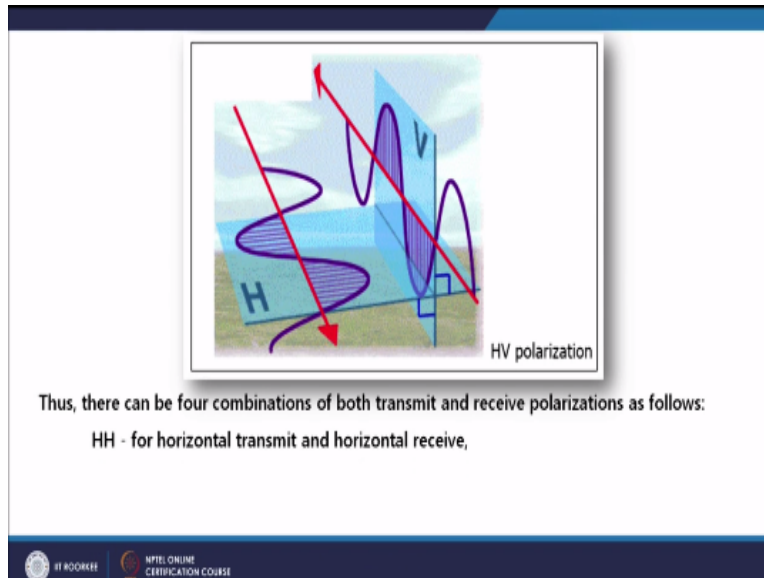 V
H
HV polarization
Thus, there can be four combinations of both transmit and receive polarizations as follows:
HH - for horizontal transmit and horizontal receive,
IIT ROORKEE
NPTEL ONLINE
CERTIFICATION COURSE